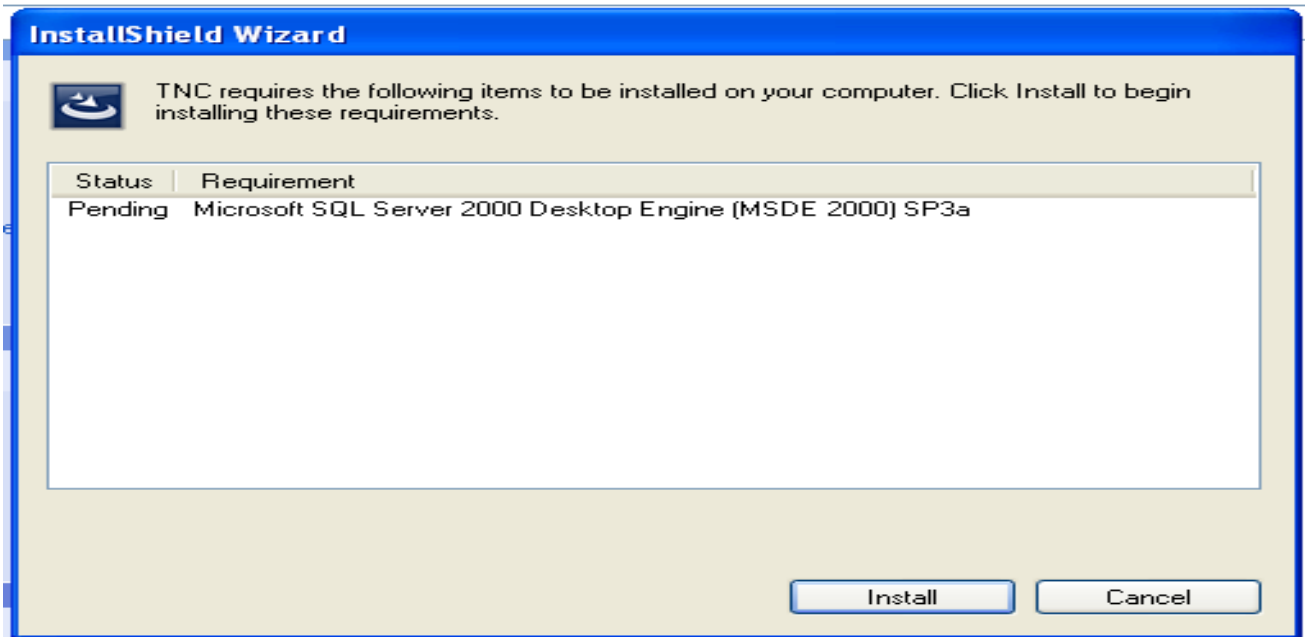 InstallShield Wizard
TNC requires the following items to be installed on your computer. Click Install to begin
installing these requirements.
Status Requirement
Pending Microsoft SQL Server 2000 Desktop Engine (MSDE 2000) SP3a
Install Cancel